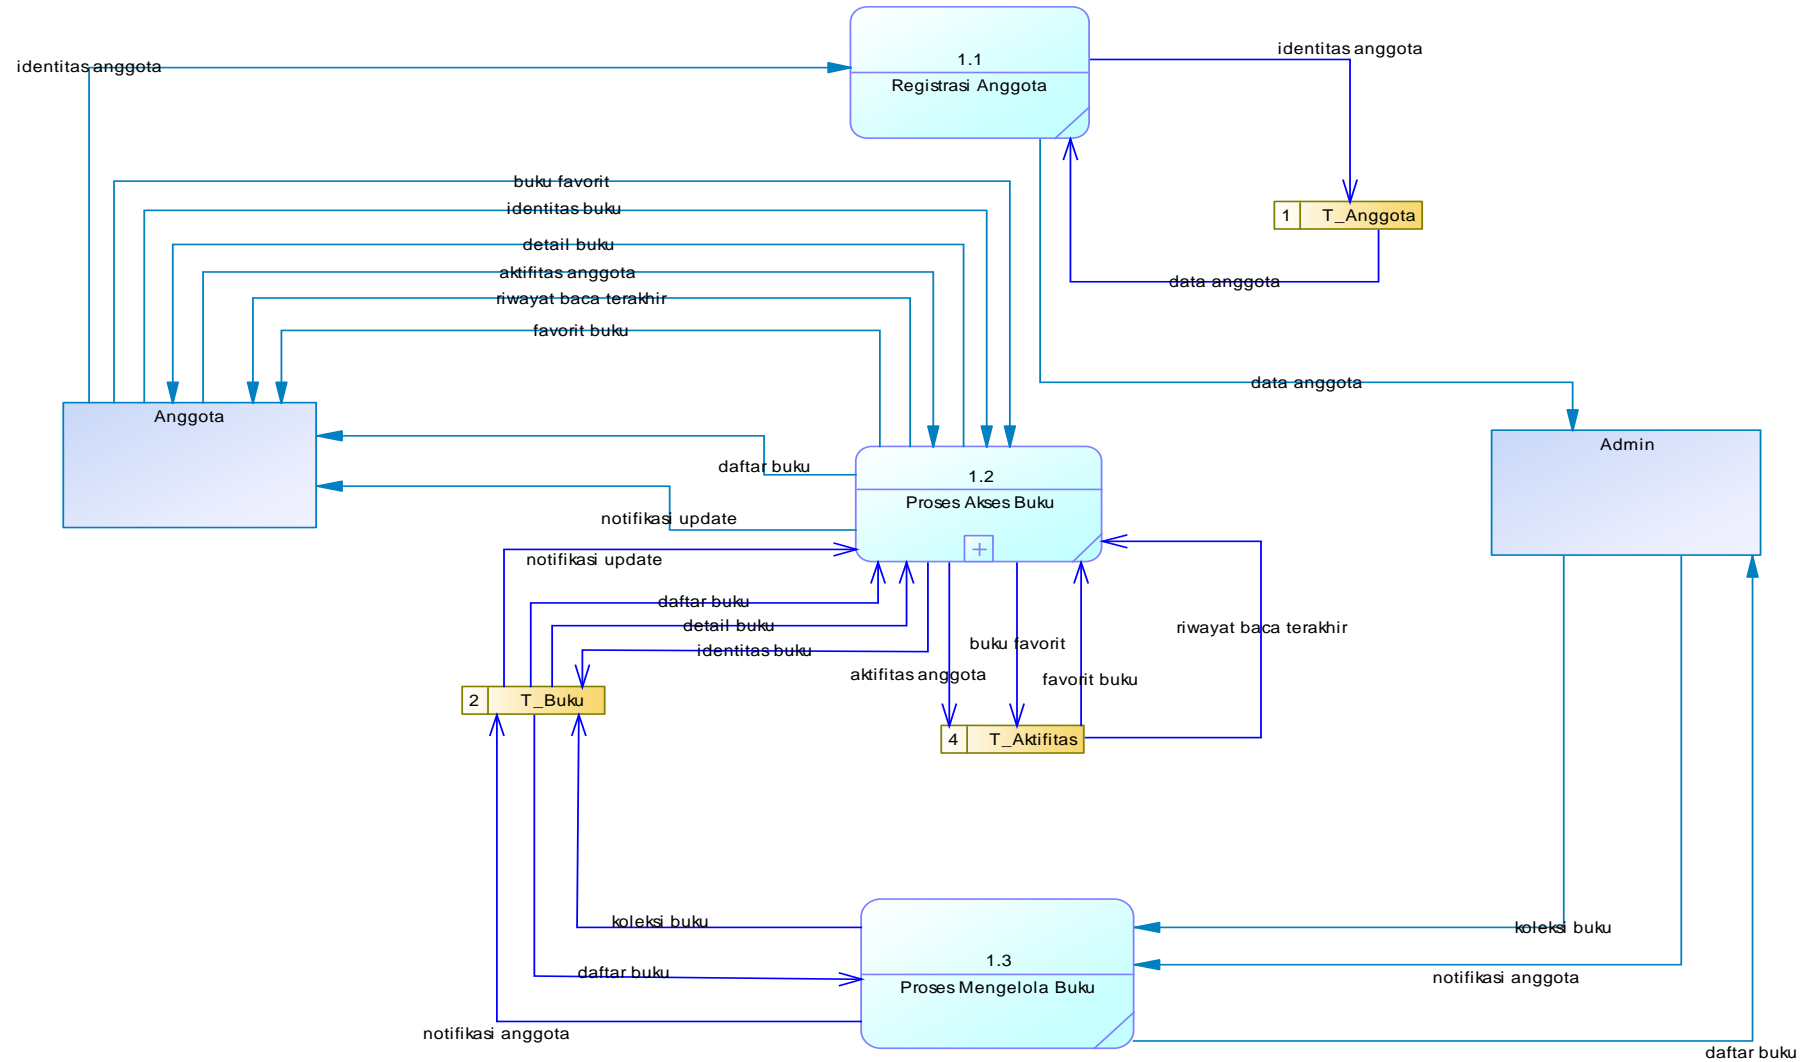 1.1
identitas anggota
identitas anggota
Registrasi Anggota
buku favorit
identitas buku
1 T_Anggota
detail buku
aktifitas anggota
data anggota
riwayat baca terakhir
favorit buku
data anggota
Anggota
Admin
daftar buku
1.2
Proses Akses Buku
notifikasi update
notifikasi update
daftar buku
detail buku
riwayat baca terakhir
buku favorit
identitas buku
aktifitas anggota
favorit buku
2 T_Buku
4 T_Aktifitas
koleksi buku
koleksi buku
1.3
daftar buku
notifikasi anggota
Proses Mengelola Buku
notifikasi anggota
daftar buku